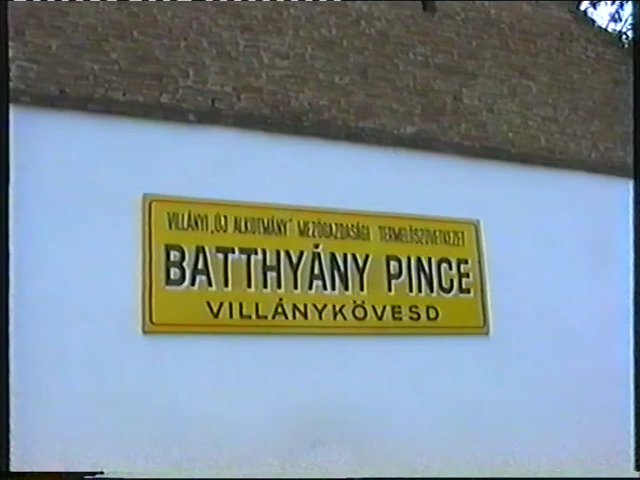 VILLÁNYI „ÚJ ALKOTMÁNY" MEZŐGAZDASÁGI TERMELŐSZÖVETKEZET
BATTHYÁNY PINCE
VILLÁNYKÖVESD